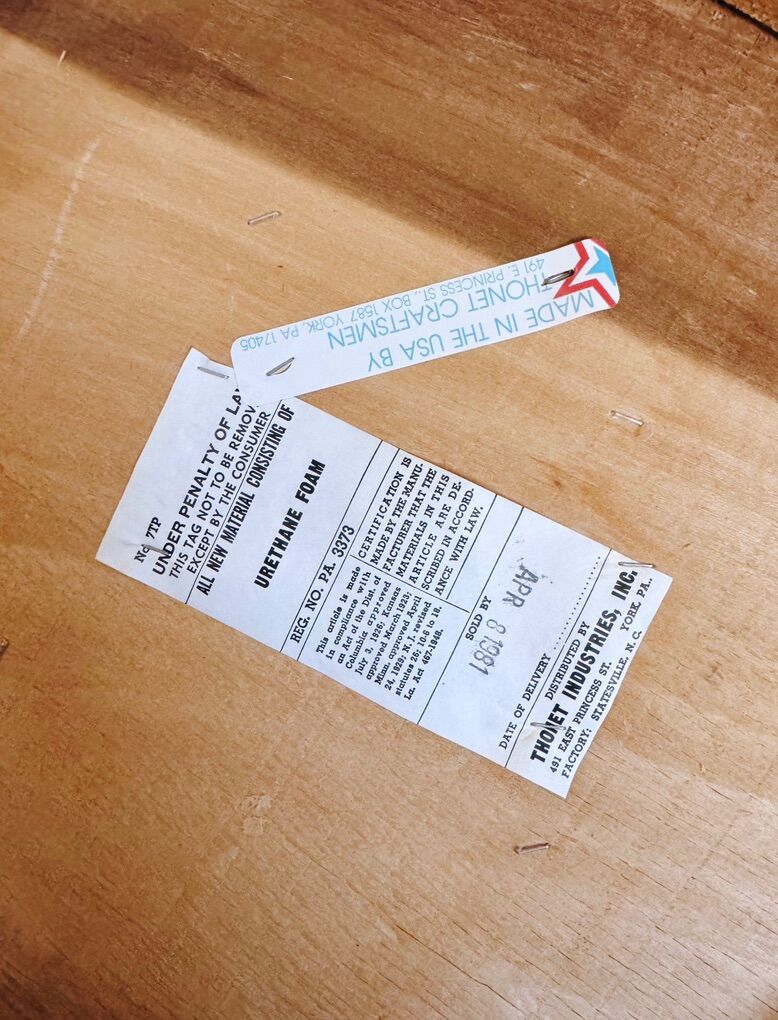 MADE IN THE USA BY
THONET CRAFTSMEN
491 E. PRINCESS ST., BOX 1587 YORK, PA 17405
No 7TP
UNDER PENALTY OF LA
THIS TAG NOT TO BE REMOV
EXCEPT BY THE CONSUMER
ALL NEW MATERIAL CONSISTING OF
URETHANE FOAM
REG. NO. PA. 3373
CERTIFICATION IS
MADE BY THE MANU-
FACTURER THAT THE
MATERIALS IN THIS
ARTICLE ARE DE-
SCRIBED IN ACCORD-
ANCE WITH LAW.
This article is made
in compliance with
an Act of the Dist. of
Columbia approved
July 3, 1926; Kansas
approved March 1923;
Minn. approved April
24, 1929; N. J. revised
statutes 26; 10-6 to 18.
La. Act 467-1948.
SOLD BY
APR 8 1981
DATE OF DELIVERY
DISTRIBUTED BY
THONET INDUSTRIES, INC.
491 EAST PRINCESS ST. YORK, PA.
FACTORY: STATESVILLE, N. C.